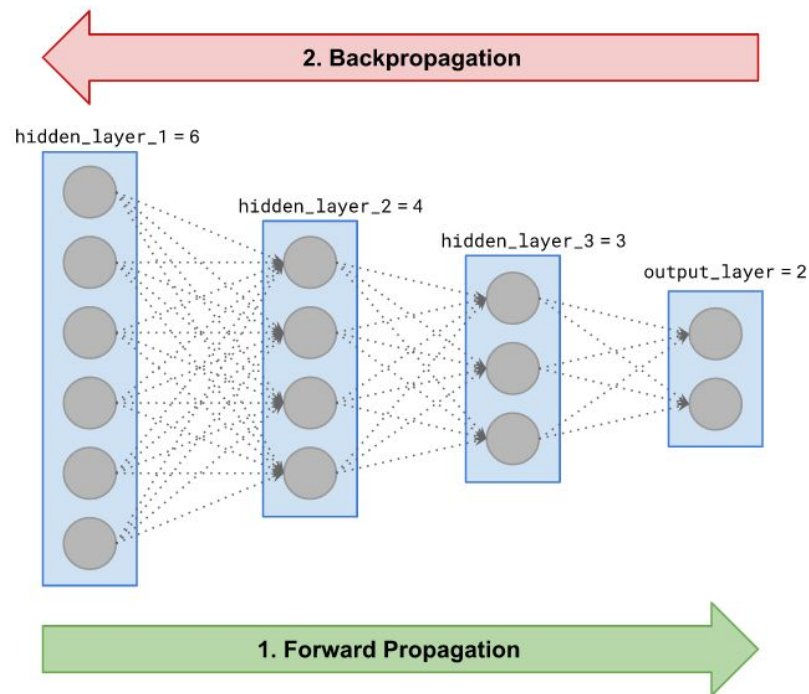 2. Backpropagation
hidden_layer_1 = 6
hidden_layer_2 = 4
hidden_layer_3 = 3
output_layer = 2
1. Forward Propagation